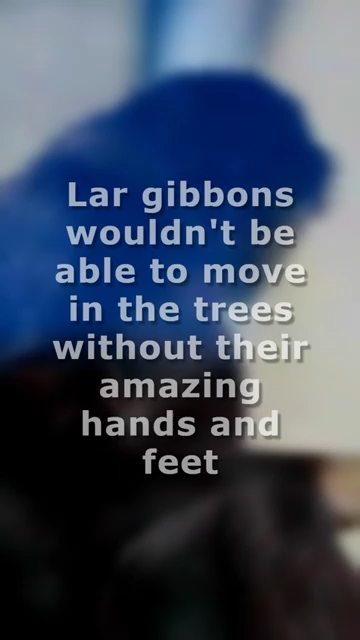 Lar gibbons
wouldn't be
able to move
in the trees
without their
amazing
hands and
feet